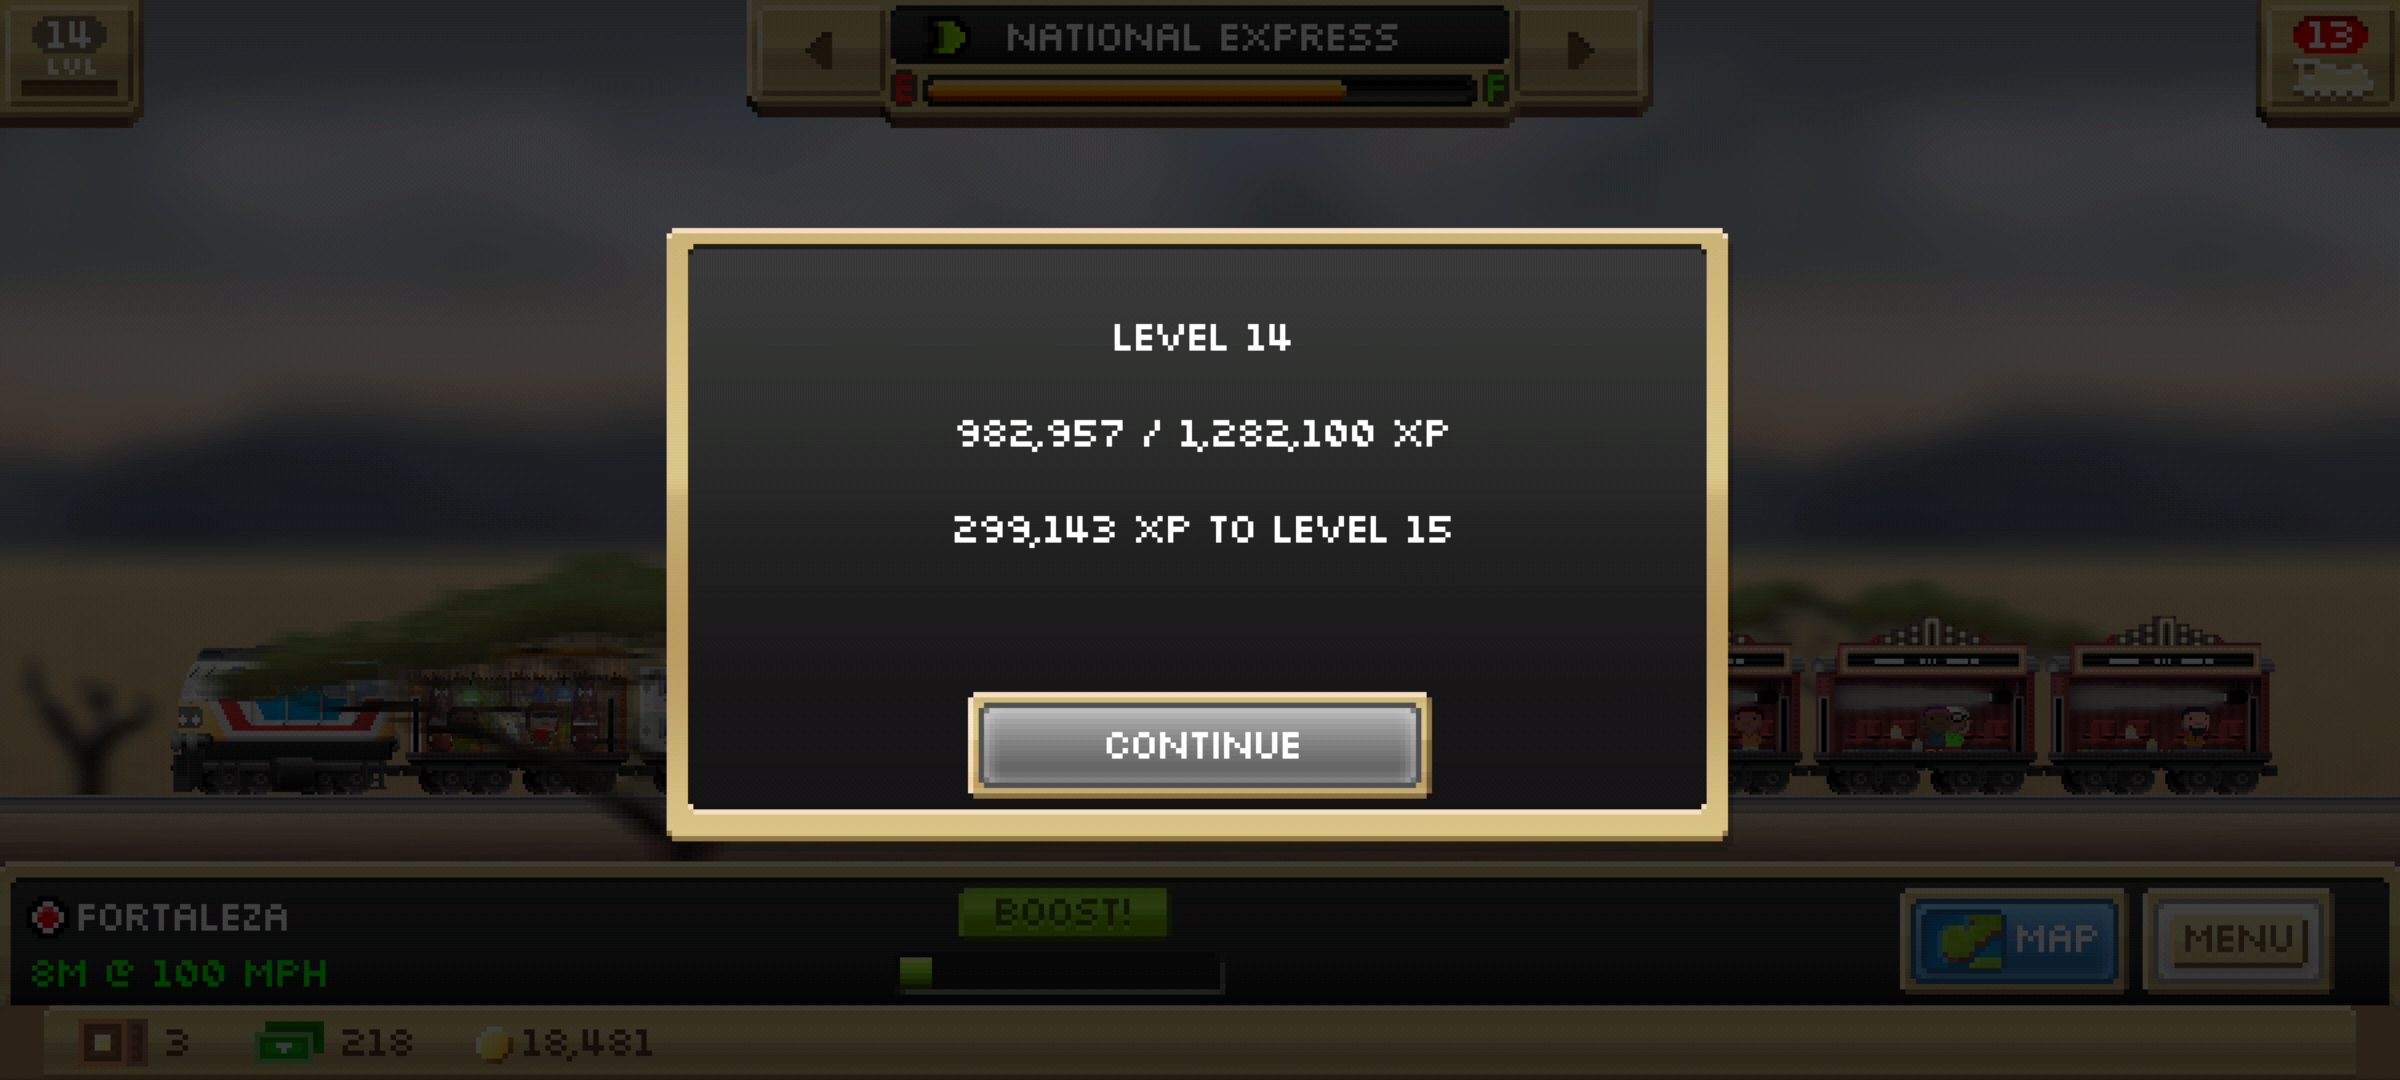 14
LVL
NATIONAL EXPRESS
E F
13
LEVEL 14
982,957 / 1,282,100 XP
299,143 XP TO LEVEL 15
CONTINUE
FORTALEZA
8M @ 100 MPH
BOOST!
MAP
MENU
3 218 18,481